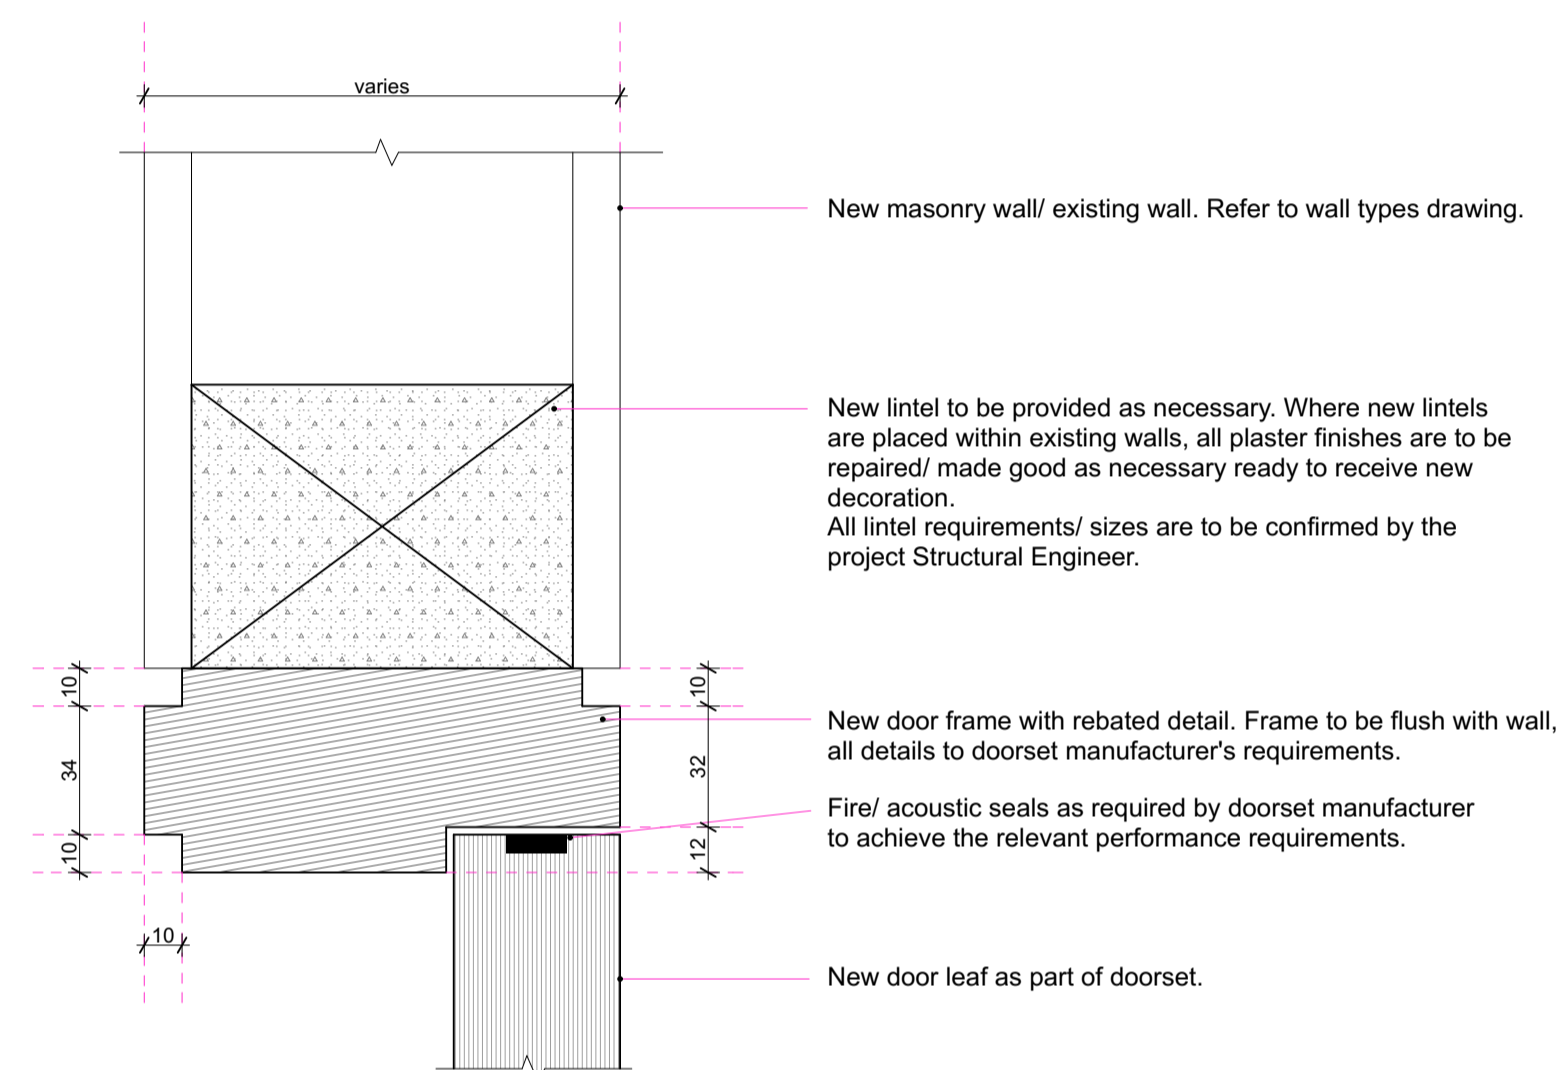 varies
New masonry wall/ existing wall. Refer to wall types drawing.
New lintel to be provided as necessary. Where new lintels
are placed within existing walls, all plaster finishes are to be
repaired/ made good as necessary ready to receive new
decoration.
All lintel requirements/ sizes are to be confirmed by the
project Structural Engineer.
10
10
New door frame with rebated detail. Frame to be flush with wall,
all details to doorset manufacturer's requirements.
34
32
Fire/ acoustic seals as required by doorset manufacturer
to achieve the relevant performance requirements.
10
12
10
New door leaf as part of doorset.